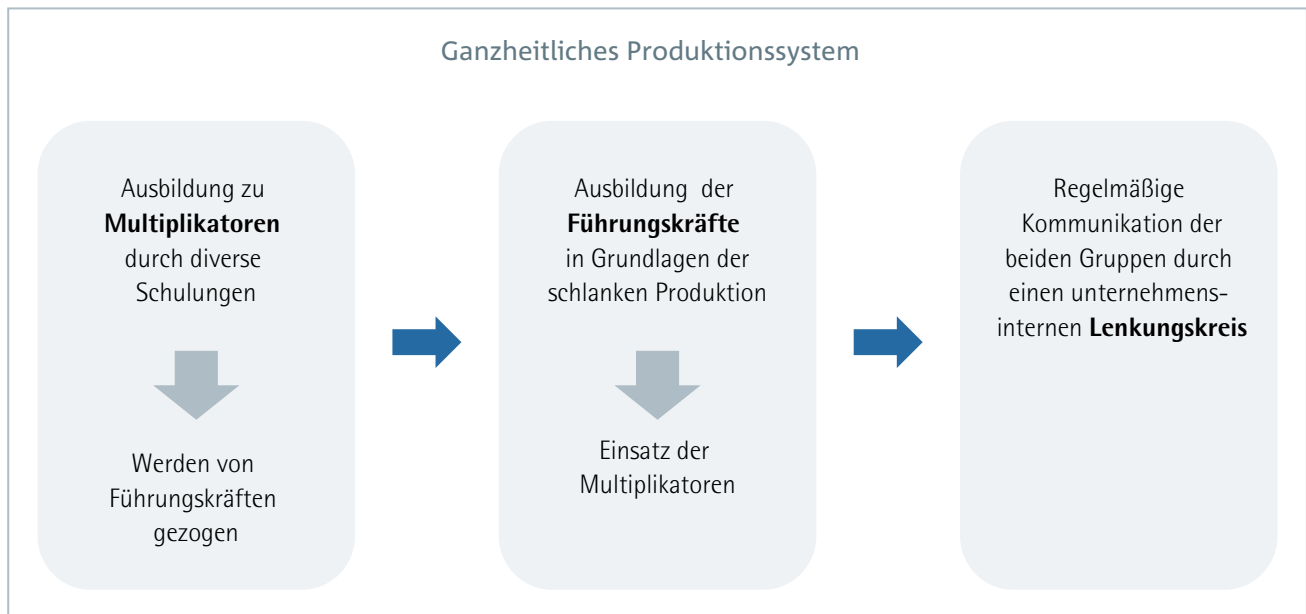 Ganzheitliches Produktionssystem
Ausbildung zu
Multiplikatoren
durch diverse
Schulungen
Werden von
Führungskräften
gezogen
Ausbildung der
Führungskräfte
in Grundlagen der
schlanken Produktion
Einsatz der
Multiplikatoren
Regelmäßige
Kommunikation der
beiden Gruppen durch
einen unternehmens-
internen Lenkungskreis